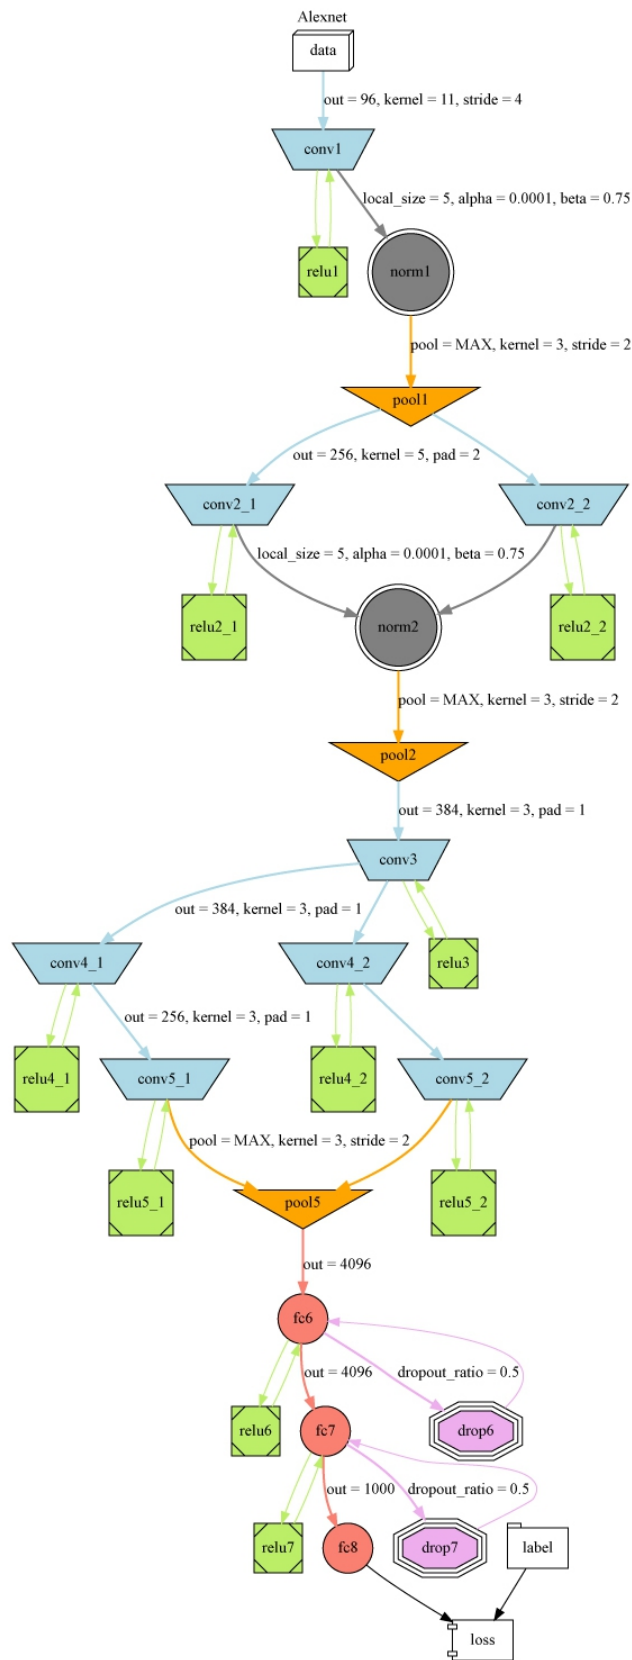 Alexnet
data
out = 96, kernel = 11, stride = 4
conv1
local_size = 5, alpha = 0.0001, beta = 0.75
relu1
norm1
pool = MAX, kernel = 3, stride = 2
pool1
out = 256, kernel = 5, pad = 2
conv2_1
conv2_2
local_size = 5, alpha = 0.0001, beta = 0.75
relu2_1
norm2
relu2_2
pool = MAX, kernel = 3, stride = 2
pool2
out = 384, kernel = 3, pad = 1
conv3
out = 384, kernel = 3, pad = 1
conv4_1
conv4_2
relu3
out = 256, kernel = 3, pad = 1
relu4_1
conv5_1
relu4_2
conv5_2
pool = MAX, kernel = 3, stride = 2
relu5_1
pool5
relu5_2
out = 4096
fc6
out = 4096
dropout_ratio = 0.5
relu6
fc7
drop6
out = 1000
dropout_ratio = 0.5
relu7
fc8
drop7
label
loss